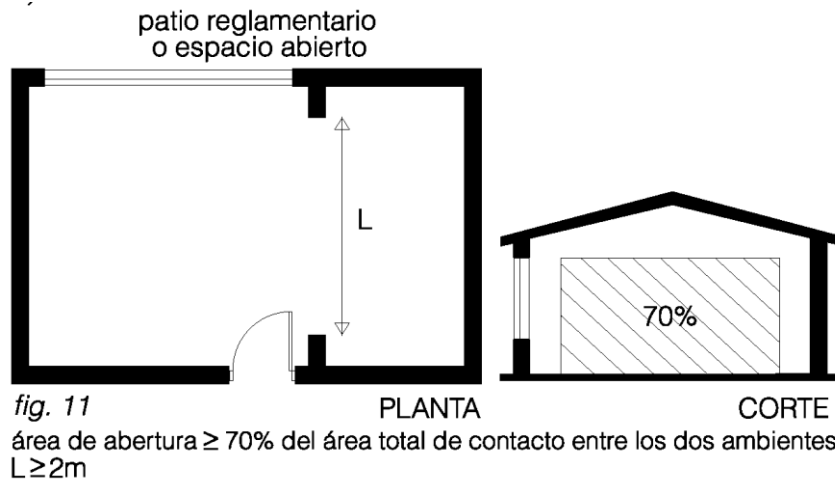 patio reglamentario
o espacio abierto
L
70%
fig. 11
PLANTA
CORTE
área de abertura ≥ 70% del área total de contacto entre los dos ambientes
L≥2m